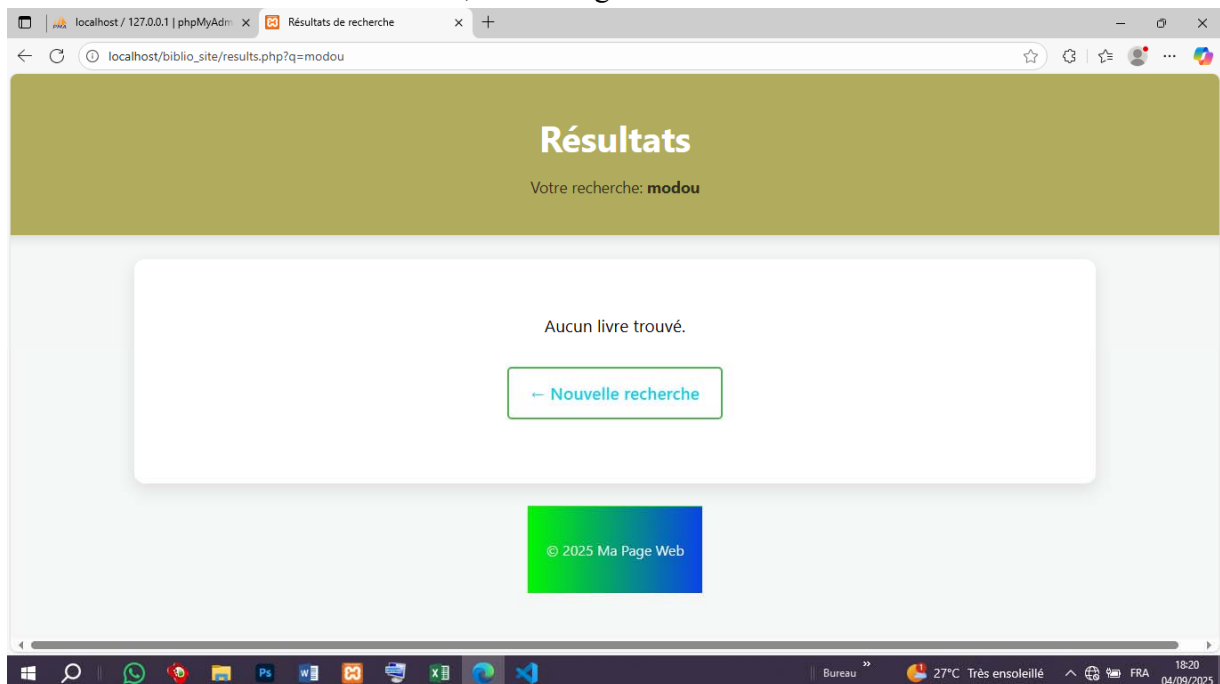 localhost / 127.0.0.1 | phpMyAdm
Résultats de recherche
localhost/biblio_site/results.php?q=modou
Résultats
Votre recherche: modou
Aucun livre trouvé.
← Nouvelle recherche
© 2025 Ma Page Web
Bureau
27°C Très ensoleillé
FRA
18:20
04/09/2025